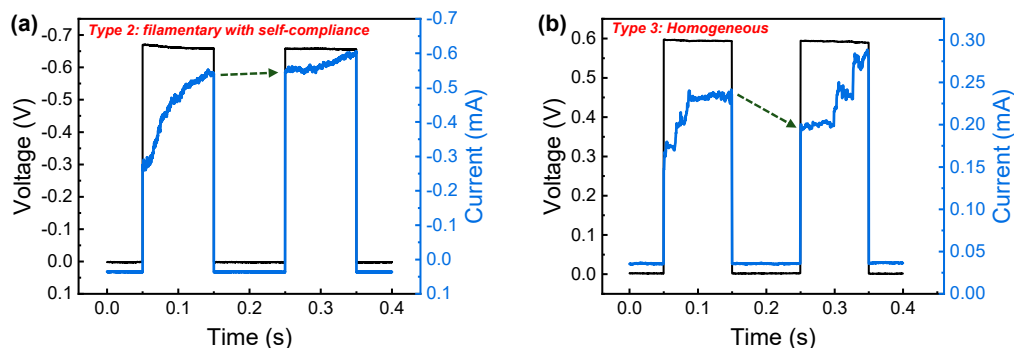 (a)
Type 2: filamentary with self-compliance
-0.7
-0.6
-0.5
-0.4
-0.3
-0.2
-0.1
0.0
0.1
Voltage (V)
-0.7
-0.6
-0.5
-0.4
-0.3
-0.2
-0.1
0.0
0.1
Current (mA)
0.0 0.1 0.2 0.3 0.4
Time (s)
(b)
Type 3: Homogeneous
0.6
0.5
0.4
0.3
0.2
0.1
0.0
Voltage (V)
0.30
0.25
0.20
0.15
0.10
0.05
0.00
Current (mA)
0.0 0.1 0.2 0.3 0.4
Time (s)